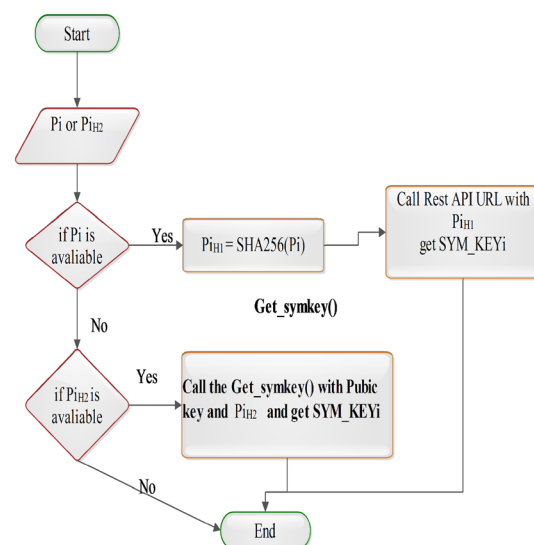 Start
Pi or PiH2
if Pi is
avaliable
Yes
PiH1 = SHA256(Pi)
Call Rest API URL with
PiH1
get SYM_KEYi
Get_symkey()
No
if PiH2 is
avaliable
Yes
Call the Get_symkey() with Pubic
key and PiH2 and get SYM_KEYi
No
End